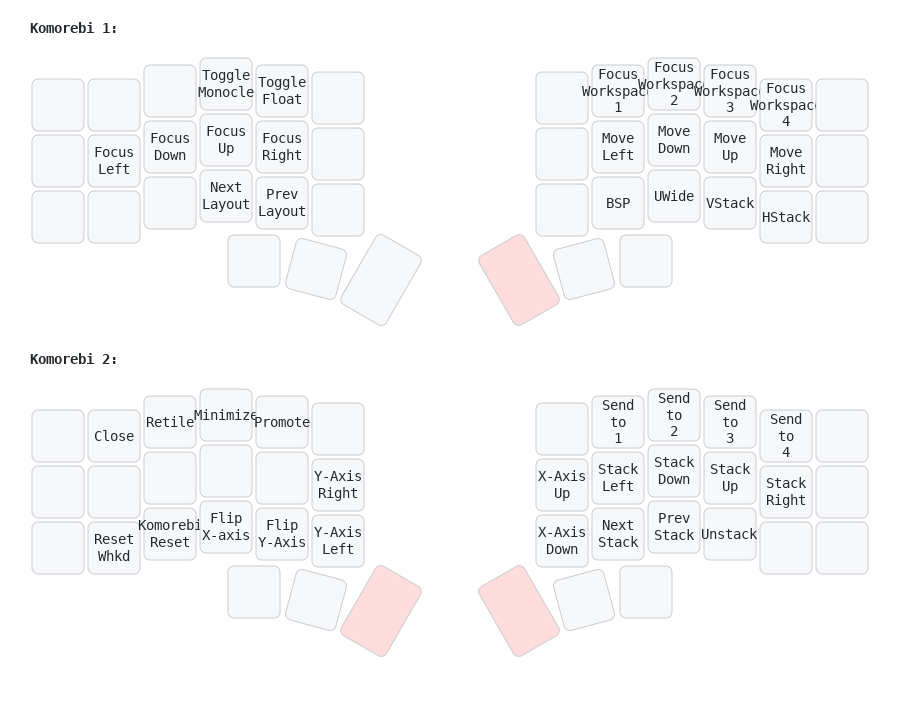 Komorebi 1:
Toggle
Monocle
Toggle
Float
Focus
Workspace
1
Focus
Workspace
2
Focus
Workspace
3
Focus
Workspace
4
Focus
Left
Focus
Down
Focus
Up
Focus
Right
Move
Left
Move
Down
Move
Up
Move
Right
Next
Layout
Prev
Layout
BSP
UWide
VStack
HStack
Komorebi 2:
Close
Retile
Minimize
Promote
Send
to
1
Send
to
2
Send
to
3
Send
to
4
Y-Axis
Right
X-Axis
Up
Stack
Left
Stack
Down
Stack
Up
Stack
Right
Reset
Whkd
Komorebi
Reset
Flip
X-axis
Flip
Y-Axis
Y-Axis
Left
X-Axis
Down
Next
Stack
Prev
Stack
Unstack